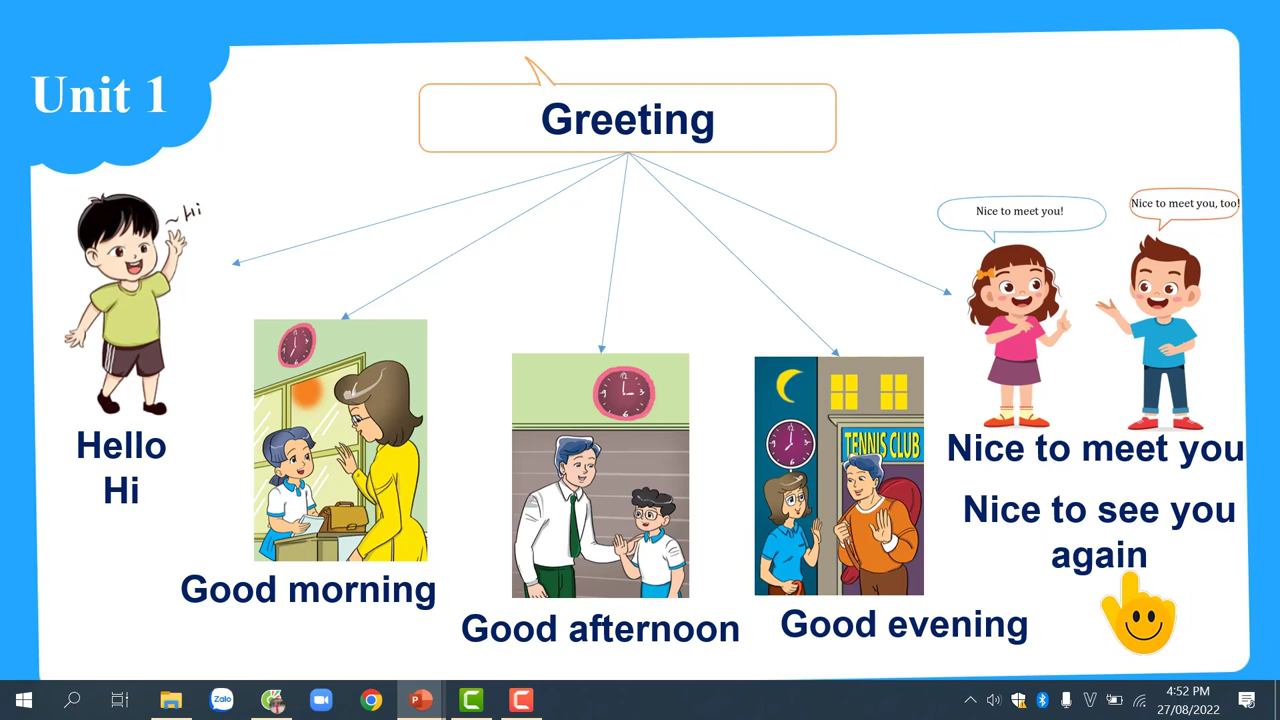 Unit 1
Greeting
~Hi
Nice to meet you!
Nice to meet you, too!
Hello
Hi
Good morning
Good afternoon
TENNIS CLUB
Good evening
Nice to meet you
Nice to see you
again
Zalo
4:52 PM
27/08/2022